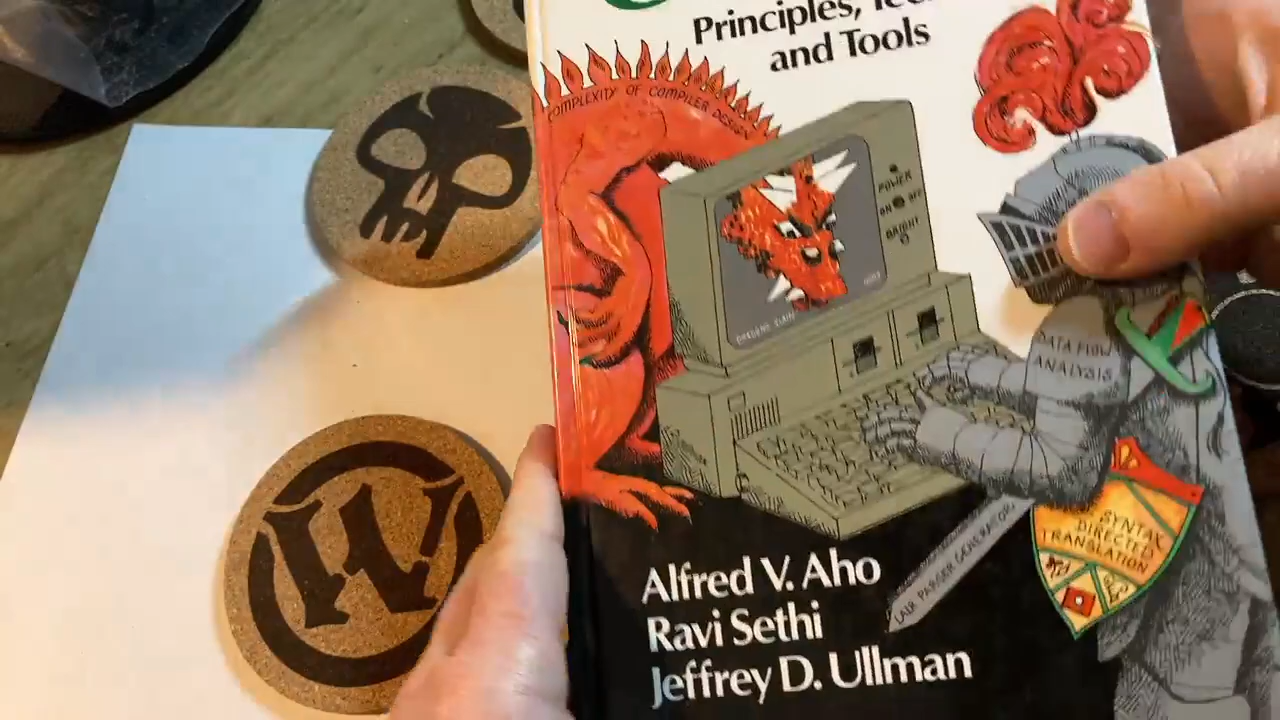 Principles,
and Tools
COMPLEXITY OF COMPILER DESIGN
POWER
ON OFF
BRIGHT
DATA FLOW
ANALYSIS
SYNTAX
DIRECTED
TRANSLATION
LALR PARSER GENERATOR
Alfred V. Aho
Ravi Sethi
Jeffrey D. Ullman
W